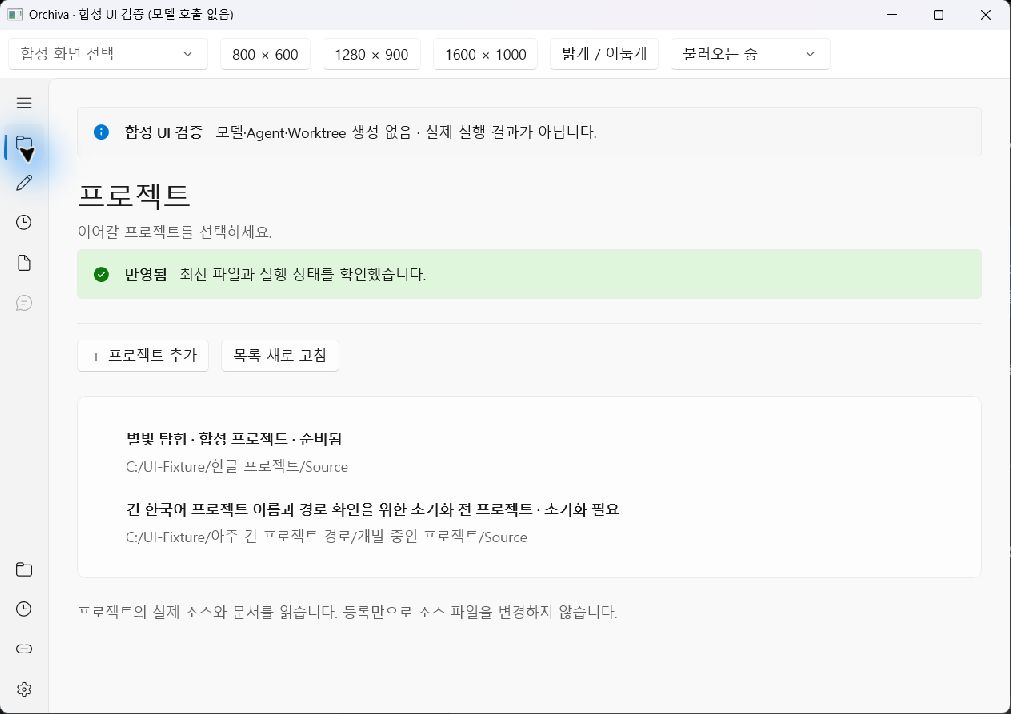 Orchiva · 합성 UI 검증 (모델 호출 없음)
합성 화면 선택
800 × 600
1280 × 900
1600 × 1000
밝게 / 어둡게
불러오는 중
합성 UI 검증 모델·Agent·Worktree 생성 없음 · 실제 실행 결과가 아닙니다.
프로젝트
이어갈 프로젝트를 선택하세요.
반영됨 최신 파일과 실행 상태를 확인했습니다.
+ 프로젝트 추가
목록 새로 고침
별빛 탐험 · 합성 프로젝트 · 준비됨
C:/UI-Fixture/한글 프로젝트/Source
긴 한국어 프로젝트 이름과 경로 확인을 위한 초기화 전 프로젝트 · 초기화 필요
C:/UI-Fixture/아주 긴 프로젝트 경로/개발 중인 프로젝트/Source
프로젝트의 실제 소스와 문서를 읽습니다. 등록만으로 소스 파일을 변경하지 않습니다.